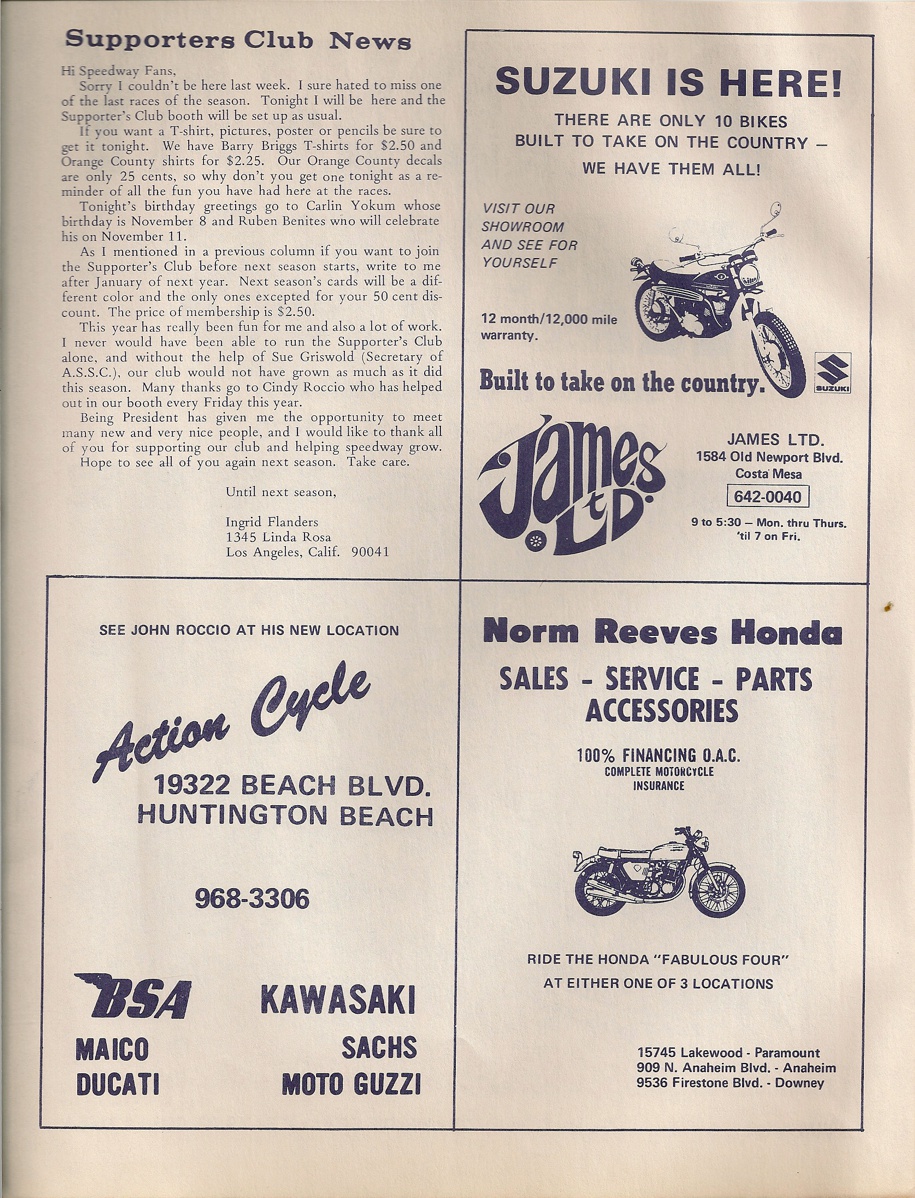 Supporters Club News
Hi Speedway Fans,
Sorry I couldn't be here last week. I sure hated to miss one
of the last races of the season. Tonight I will be here and the
Supporter's Club booth will be set up as usual.
If you want a T-shirt, pictures, poster or pencils be sure to
get it tonight. We have Barry Briggs T-shirts for $2.50 and
Orange County shirts for $2.25. Our Orange County decals
are only 25 cents, so why don't you get one tonight as a re-
minder of all the fun you have had here at the races.
Tonight's birthday greetings go to Carlin Yokum whose
birthday is November 8 and Ruben Benites who will celebrate
his on November 11.
As I mentioned in a previous column if you want to join
the Supporter's Club before next season starts, write to me
after January of next year. Next season's cards will be a dif-
ferent color and the only ones excepted for your 50 cent dis-
count. The price of membership is $2.50.
This year has really been fun for me and also a lot of work.
I never would have been able to run the Supporter's Club
alone, and without the help of Sue Griswold (Secretary of
A.S.S.C.), our club would not have grown as much as it did
this season. Many thanks go to Cindy Roccio who has helped
out in our booth every Friday this year.
Being President has given me the opportunity to meet
many new and very nice people, and I would like to thank all
of you for supporting our club and helping speedway grow.
Hope to see all of you again next season. Take care.
Until next season,
Ingrid Flanders
1345 Linda Rosa
Los Angeles, Calif. 90041
SUZUKI IS HERE!
THERE ARE ONLY 10 BIKES
BUILT TO TAKE ON THE COUNTRY –
WE HAVE THEM ALL!
VISIT OUR
SHOWROOM
AND SEE FOR
YOURSELF
12 month/12,000 mile
warranty.
Built to take on the country.
SUZUKI
James
LTD.
JAMES LTD.
1584 Old Newport Blvd.
Costa Mesa
642-0040
9 to 5:30 – Mon. thru Thurs.
'til 7 on Fri.
SEE JOHN ROCCIO AT HIS NEW LOCATION
Action Cycle
19322 BEACH BLVD.
HUNTINGTON BEACH
968-3306
BSA KAWASAKI
MAICO SACHS
DUCATI MOTO GUZZI
Norm Reeves Honda
SALES - SERVICE - PARTS
ACCESSORIES
100% FINANCING O.A.C.
COMPLETE MOTORCYCLE
INSURANCE
RIDE THE HONDA "FABULOUS FOUR"
AT EITHER ONE OF 3 LOCATIONS
15745 Lakewood - Paramount
909 N. Anaheim Blvd. - Anaheim
9536 Firestone Blvd. - Downey